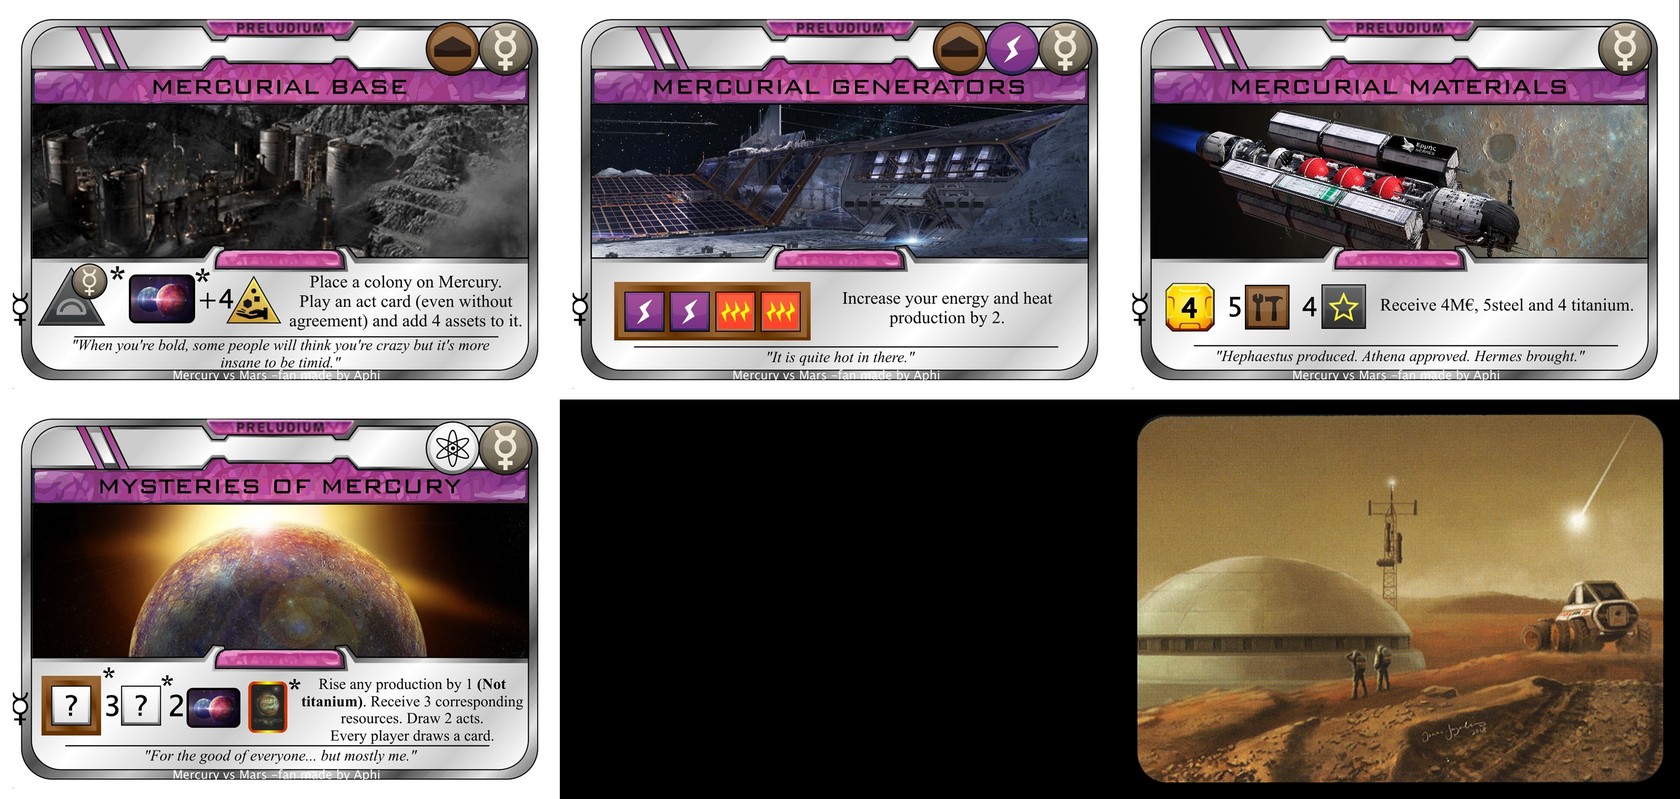 PRELUDIUM
MERCURIAL BASE
* * +4
Place a colony on Mercury.
Play an act card (even without
agreement) and add 4 assets to it.
"When you're bold, some people will think you're crazy but it's more
insane to be timid."
Mercury vs Mars -fan made by Aphi
PRELUDIUM
MERCURIAL GENERATORS
Increase your energy and heat
production by 2.
"It is quite hot in there."
Mercury vs Mars -fan made by Aphi
PRELUDIUM
MERCURIAL MATERIALS
Ερμής
HERMES
4 5 4
Receive 4M€, 5steel and 4 titanium.
"Hephaestus produced. Athena approved. Hermes brought."
Mercury vs Mars -fan made by Aphi
PRELUDIUM
MYSTERIES OF MERCURY
? * 3 ? * 2 *
Rise any production by 1 (Not
titanium). Receive 3 corresponding
resources. Draw 2 acts.
Every player draws a card.
"For the good of everyone... but mostly me."
Mercury vs Mars -fan made by Aphi